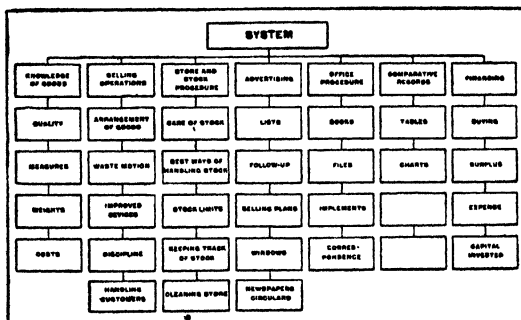 SYSTEM
KNOWLEDGE
OF GOODS
SELLING
OPERATIONS
STORE AND
STOCK
PROCEDURE
ADVERTISING
OFFICE
PROCEDURE
COMPARATIVE
RECORDS
FINANCING
QUALITY
ARRANGEMENT
OF GOODS
CARE OF STOCK
LISTS
BOOKS
TABLES
BUYING
MEASURES
WASTE MOTION
BEST WAYS OF
HANDLING STOCK
FOLLOW-UP
FILES
CHARTS
SURPLUS
WEIGHTS
IMPROVED
DEVICES
STOCK LIMITS
SELLING PLANS
IMPLEMENTS
EXPENSE
COSTS
DISCIPLINE
KEEPING TRACK
OF STOCK
WINDOWS
CORRES-
PONDENCE
CAPITAL
INVESTED
HANDLING
CUSTOMERS
CLEANING STORE
NEWSPAPERS
CIRCULARS